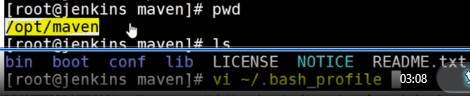 [root@jenkins maven]# pwd
/opt/maven
[root@jenkins maven]# ls
bin boot conf lib LICENSE NOTICE README.txt
[root@jenkins maven]# vi ~/.bash_profile
03:08